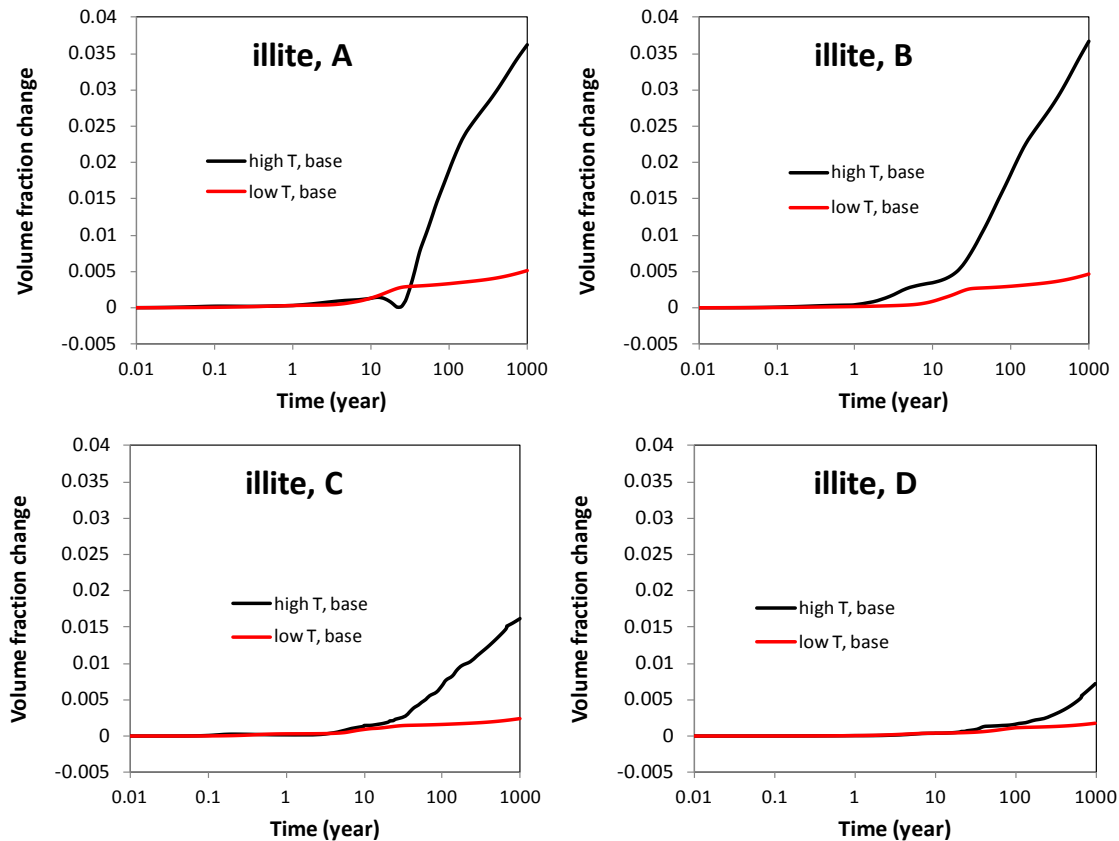 0.04
0.035
0.03
0.025
0.02
0.015
0.01
0.005
0
-0.005
Volume fraction change
illite, A
high T, base
low T, base
0.01 0.1 1 10 100 1000
Time (year)
0.04
0.035
0.03
0.025
0.02
0.015
0.01
0.005
0
-0.005
Volume fraction change
illite, B
high T, base
low T, base
0.01 0.1 1 10 100 1000
Time (year)
0.04
0.035
0.03
0.025
0.02
0.015
0.01
0.005
0
-0.005
Volume fraction change
illite, C
high T, base
low T, base
0.01 0.1 1 10 100 1000
Time (year)
0.04
0.035
0.03
0.025
0.02
0.015
0.01
0.005
0
-0.005
Volume fraction change
illite, D
high T, base
low T, base
0.01 0.1 1 10 100 1000
Time (year)